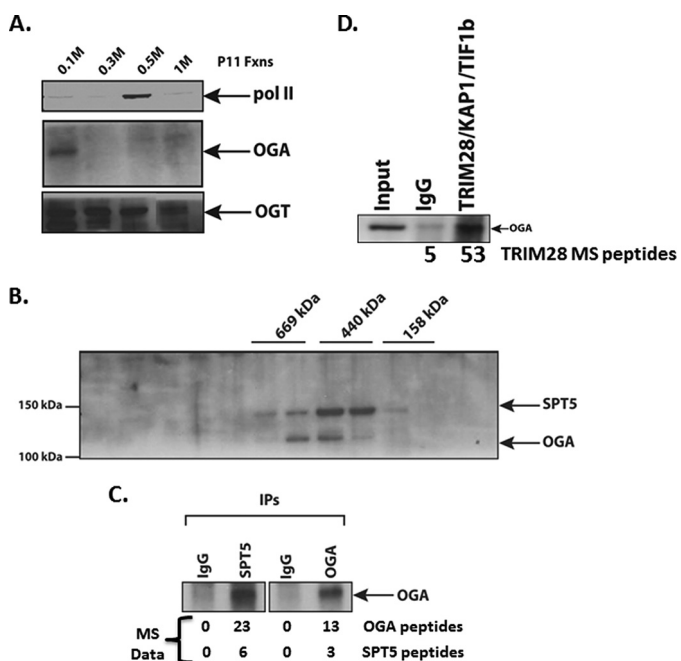 A.
0.1M 0.3M 0.5M 1M P11 Fxns
pol II
OGA
OGT
D.
Input IgG TRIM28/KAP1/TIF1b
OGA
5 53 TRIM28 MS peptides
B.
669 kDa 440 kDa 158 kDa
150 kDa
SPT5
OGA
100 kDa
C.
IPs
IgG SPT5 IgG OGA
OGA
MS Data
0 23 0 13 OGA peptides
0 6 0 3 SPT5 peptides